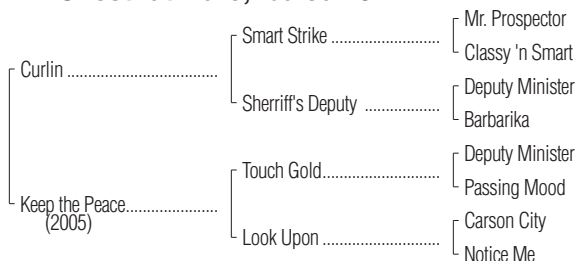 Mr. Prospector
Smart Strike ........................
Classy 'n Smart
Curlin ..................................
Deputy Minister
Sherriff's Deputy .................
Barbarika
Deputy Minister
Touch Gold..........................
Passing Mood
Keep the Peace.....................
(2005)
Carson City
Look Upon ...........................
Notice Me